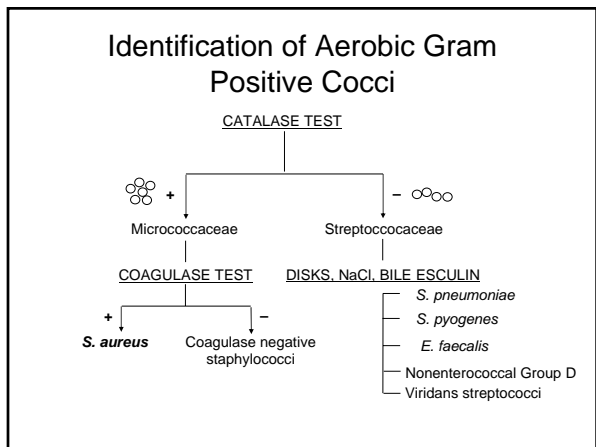 Identification of Aerobic Gram
Positive Cocci
CATALASE TEST
+
–
Micrococcaceae
Streptoccocaceae
COAGULASE TEST
DISKS, NaCl, BILE ESCULIN
+
–
S. aureus
Coagulase negative
staphylococci
S. pneumoniae
S. pyogenes
E. faecalis
Nonenterococcal Group D
Viridans streptococci